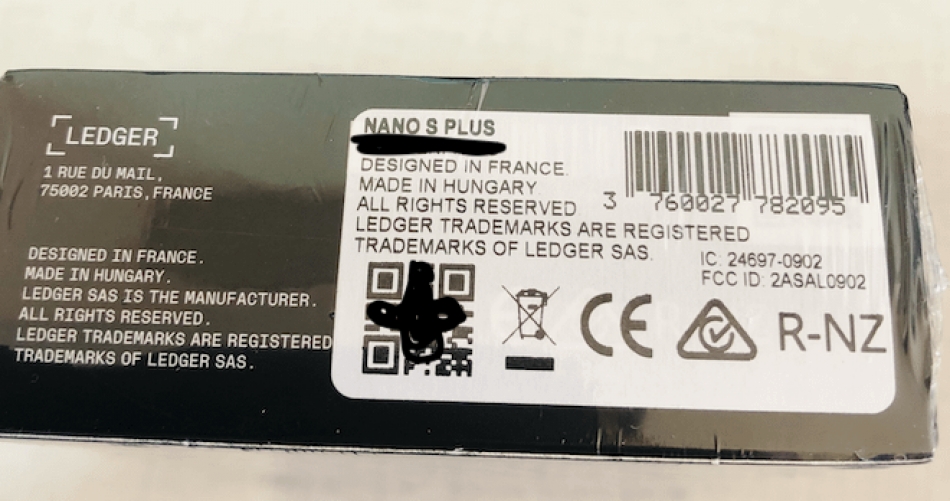 LEDGER
1 RUE DU MAIL,
75002 PARIS, FRANCE
DESIGNED IN FRANCE.
MADE IN HUNGARY.
LEDGER SAS IS THE MANUFACTURER.
ALL RIGHTS RESERVED.
LEDGER TRADEMARKS ARE REGISTERED
TRADEMARKS OF LEDGER SAS.
NANO S PLUS
DESIGNED IN FRANCE.
MADE IN HUNGARY
ALL RIGHTS RESERVED
LEDGER TRADEMARKS ARE REGISTERED
TRADEMARKS OF LEDGER SAS.
3 760027 782095
IC: 24697-0902
FCC ID: 2ASAL0902
CE
R-NZ